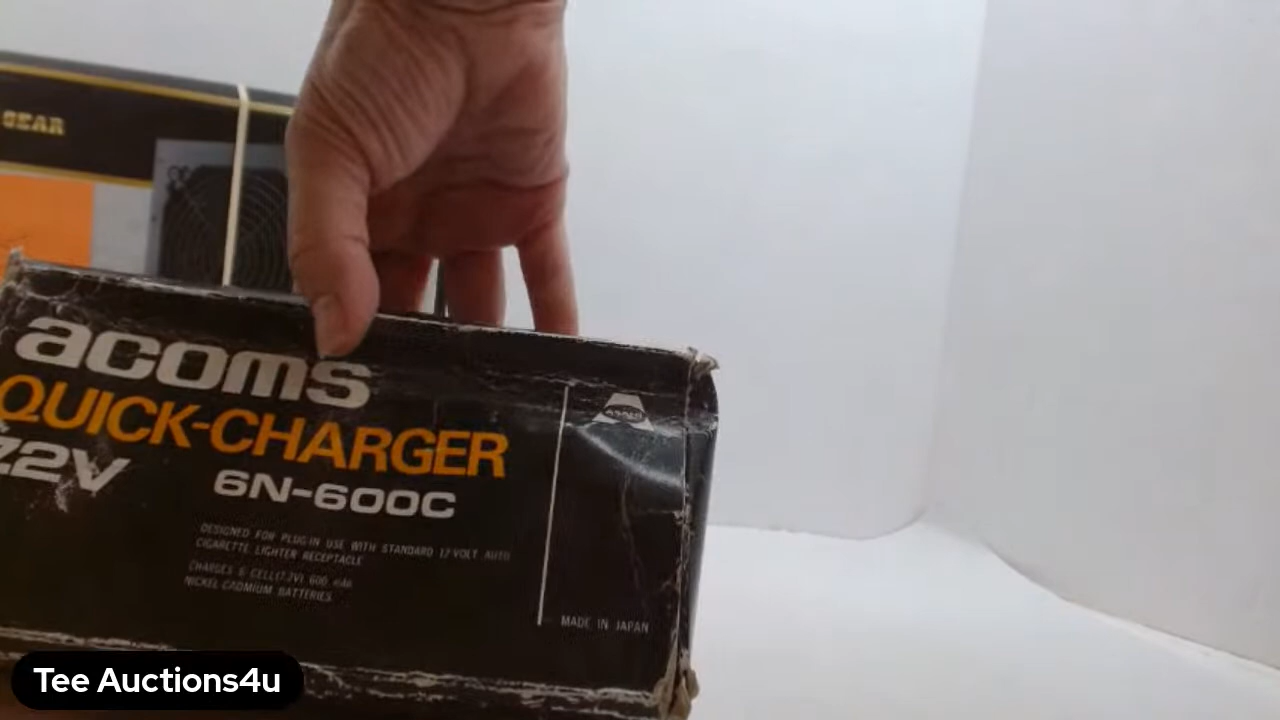 GEAR
acoms
QUICK-CHARGER
7.2V 6N-600C
DESIGNED FOR PLUG-IN USE WITH STANDARD 12 VOLT AUTO
CIGARETTE LIGHTER RECEPTACLE
CHARGES 6 CELL(7.2V) 600 mAh
NICKEL CADMIUM BATTERIES.
MADE IN JAPAN
Tee Auctions4u